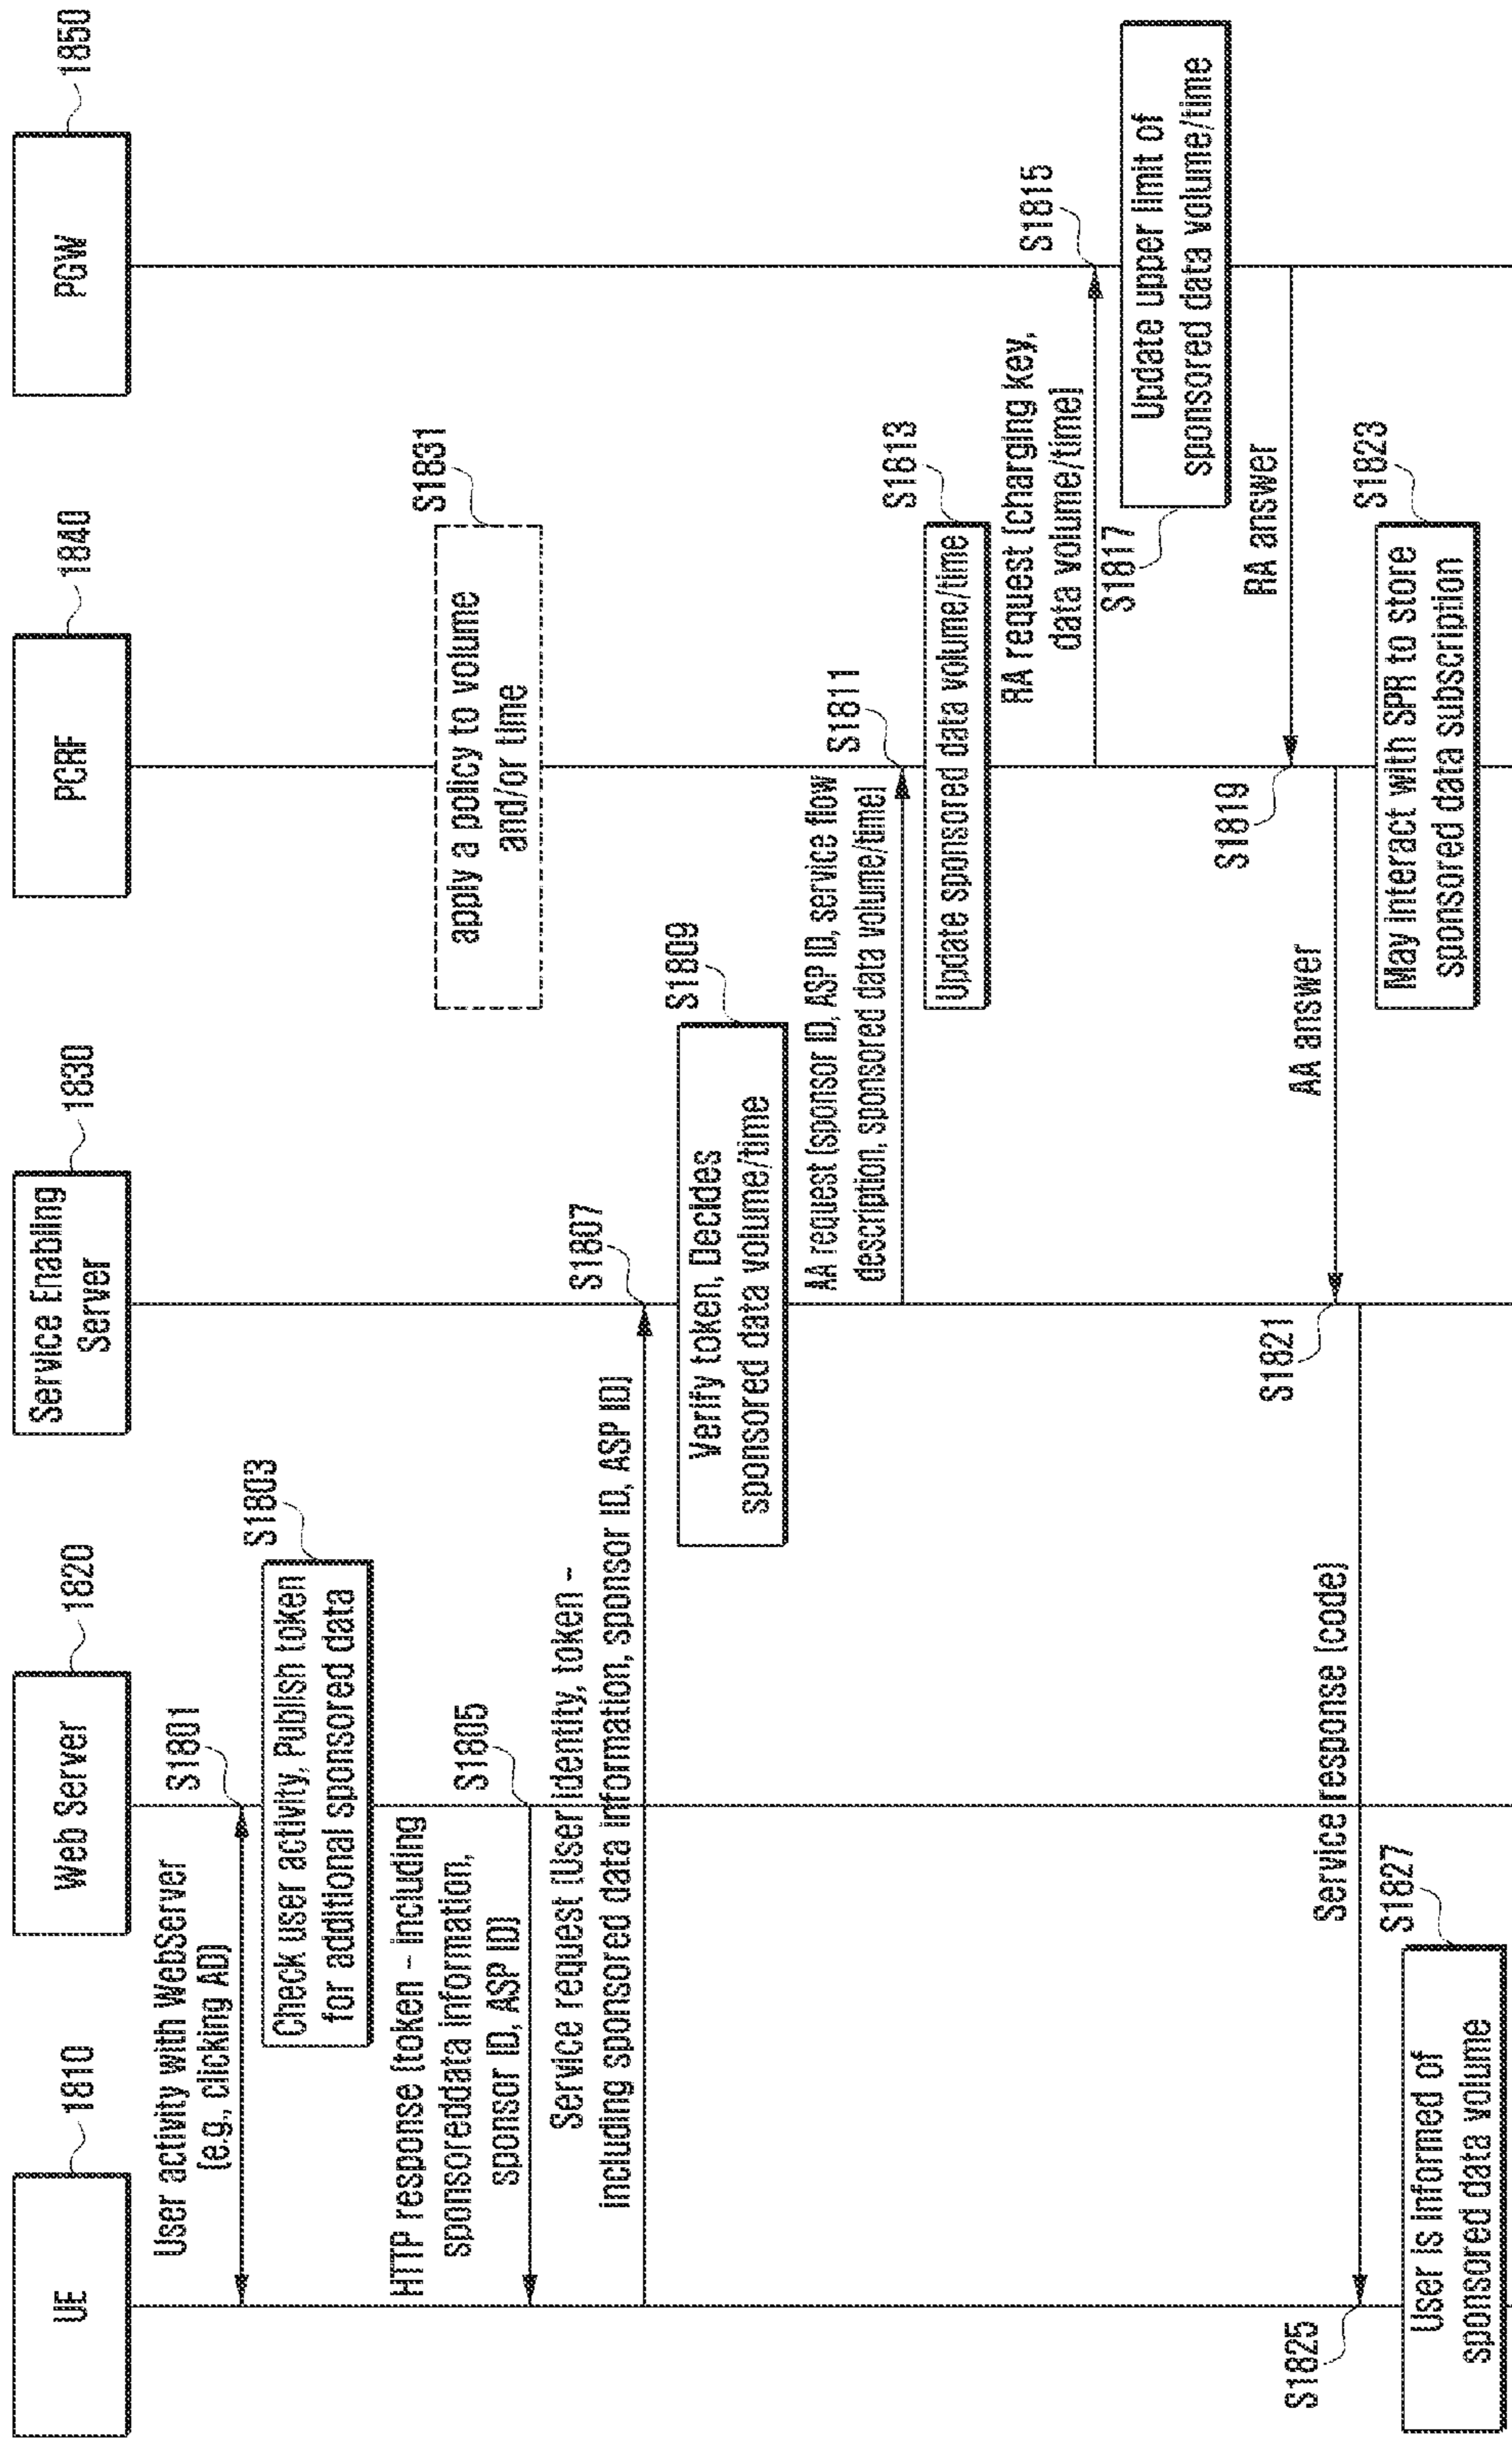 UE
1810
Web Server
1820
Service Enabling
Server
1830
PCRF
1840
PGW
1850
User activity with WebServer
(e.g., clicking AD)
S1801
Check user activity, Publish token
for additional sponsored data
S1803
HTTP response (token - including
sponsoreddata information,
sponsor ID, ASP ID)
S1805
apply a policy to volume
and/or time
S1831
Service request (User identity, token -
including sponsored data information, sponsor ID, ASP ID)
S1807
Verify token, Decides
sponsored data volume/time
S1809
AA request (sponsor ID, ASP ID, service flow
description, sponsored data volume/time)
S1811
Update sponsored data volume/time
S1813
RA request (charging key,
data volume/time)
S1815
S1817
Update upper limit of
sponsored data volume/time
RA answer
S1819
AA answer
S1821
May interact with SPR to store
sponsored data subscription
S1823
Service response (code)
S1825
User is informed of
sponsored data volume
S1827